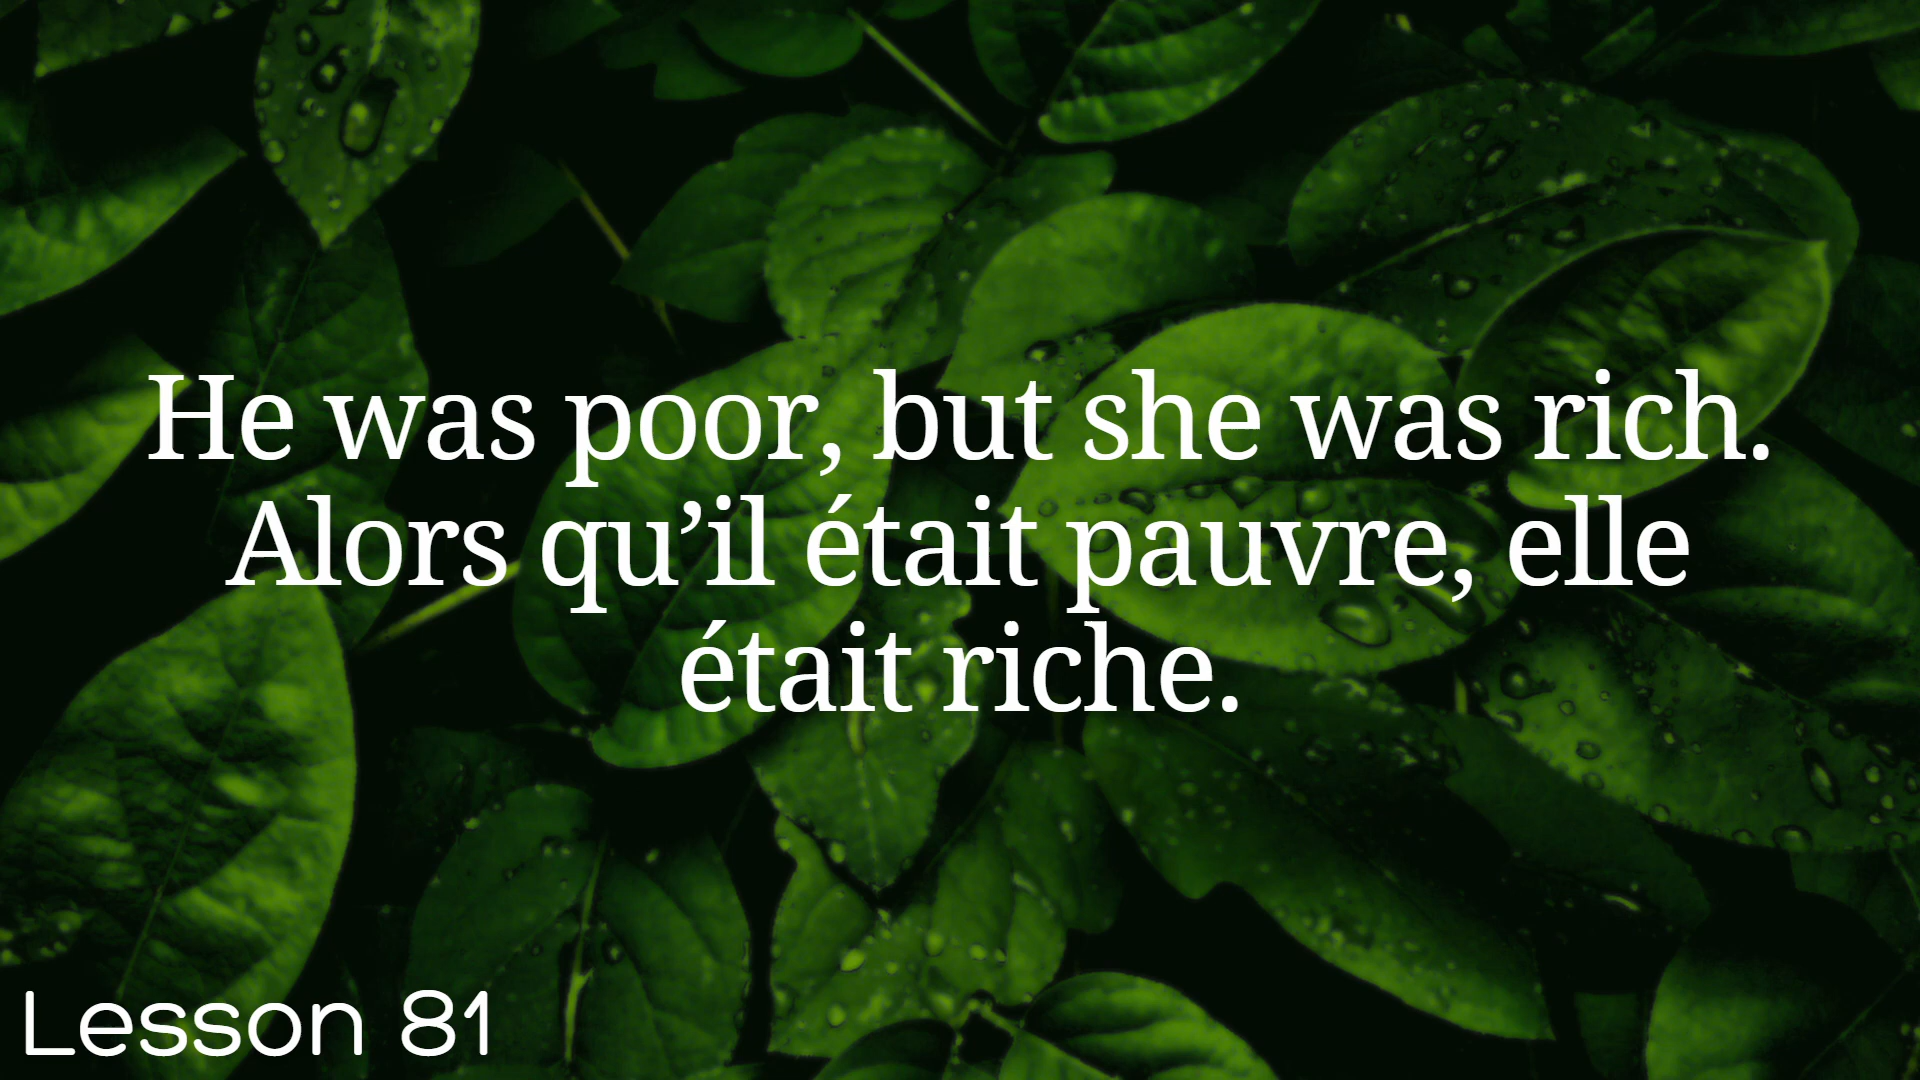 He was poor, but she was rich.
Alors qu’il était pauvre, elle
était riche.
Lesson 81